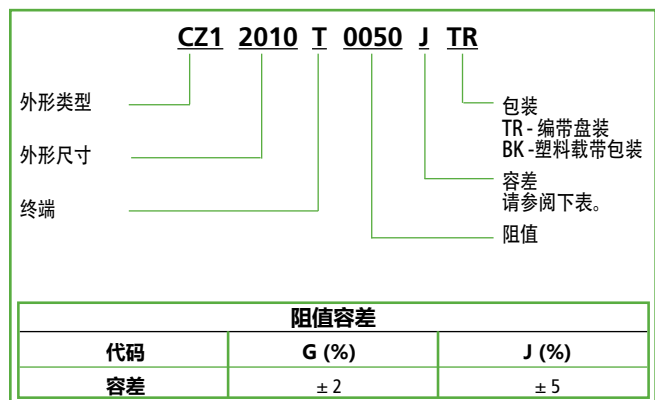 CZ1 2010 T 0050 J TR
外形类型
外形尺寸
终端
包装
TR - 编带盘装
BK -塑料载带包装
容差
请参阅下表。
阻值
阻值容差
代码 G (%) J (%)
容差 ± 2 ± 5